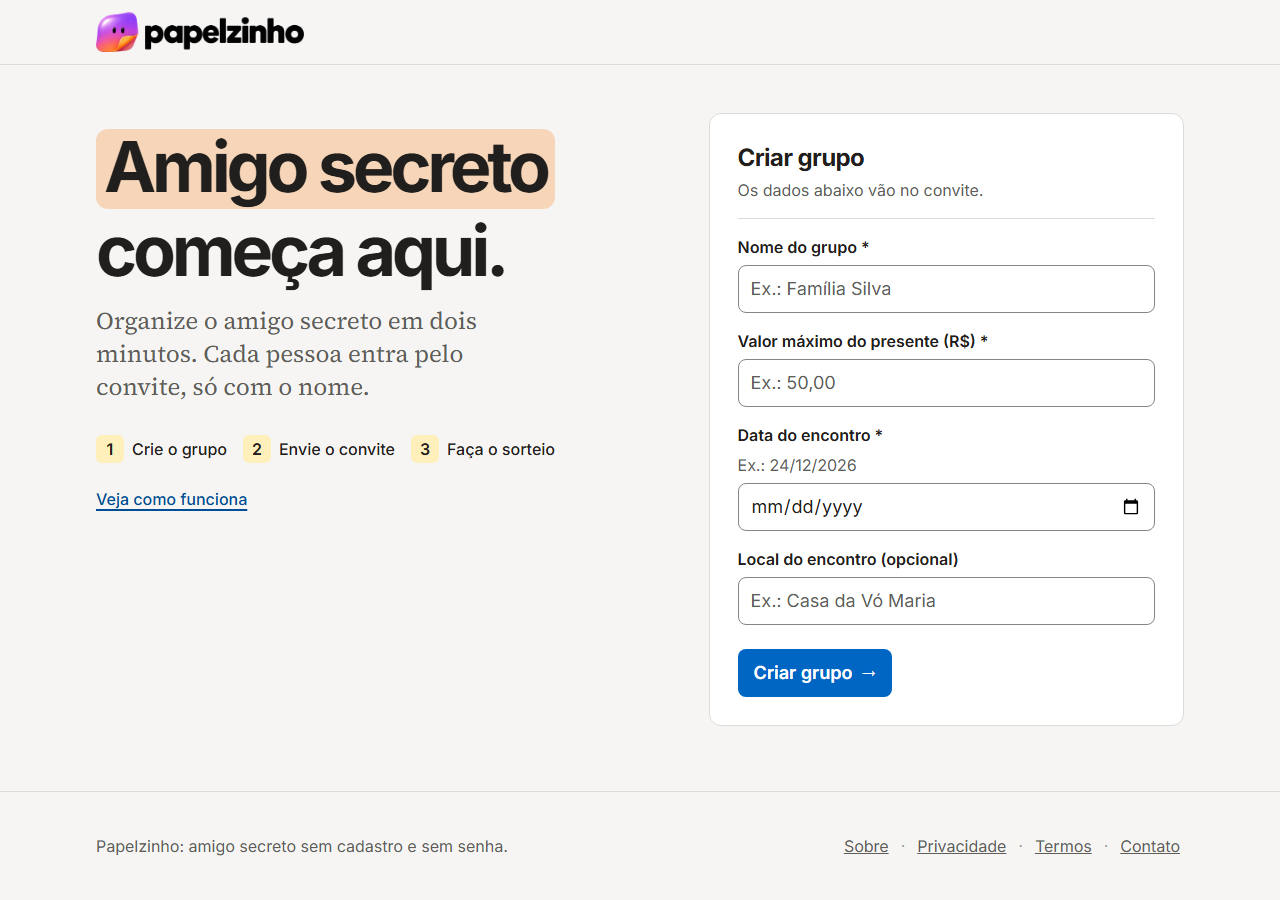 papelzinho
Amigo secreto
começa aqui.
Organize o amigo secreto em dois
minutos. Cada pessoa entra pelo
convite, só com o nome.
1 Crie o grupo 2 Envie o convite 3 Faça o sorteio
Veja como funciona
Criar grupo
Os dados abaixo vão no convite.
Nome do grupo *
Ex.: Família Silva
Valor máximo do presente (R$) *
Ex.: 50,00
Data do encontro *
Ex.: 24/12/2026
mm/dd/yyyy
Local do encontro (opcional)
Ex.: Casa da Vó Maria
Criar grupo →
Papelzinho: amigo secreto sem cadastro e sem senha.
Sobre · Privacidade · Termos · Contato